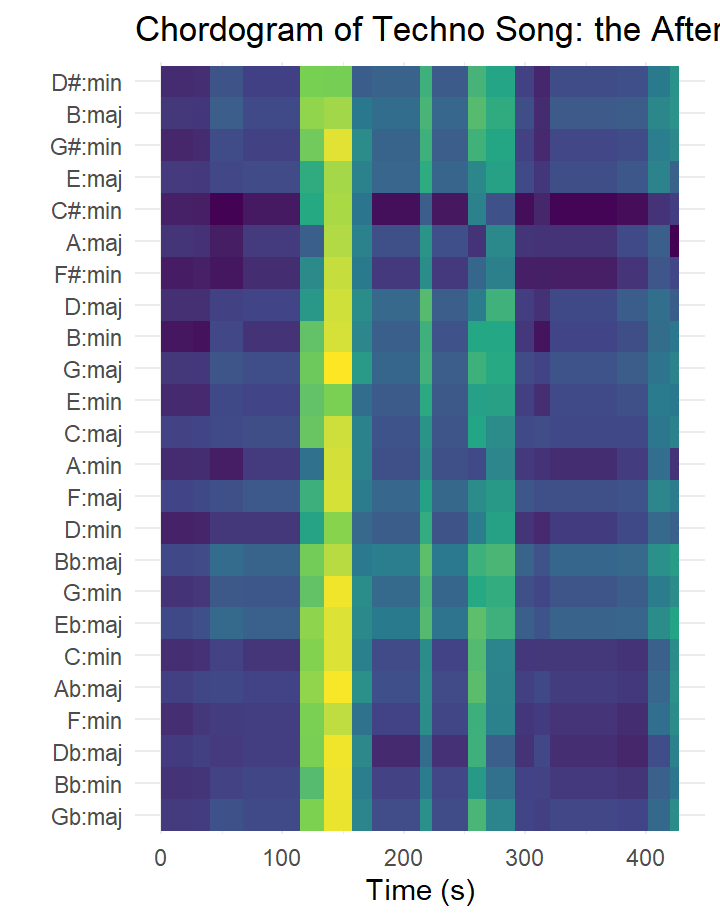 Chordogram of Techno Song: the After
D#:min
B:maj
G#:min
E:maj
C#:min
A:maj
F#:min
D:maj
B:min
G:maj
E:min
C:maj
A:min
F:maj
D:min
Bb:maj
G:min
Eb:maj
C:min
Ab:maj
F:min
Db:maj
Bb:min
Gb:maj
0 100 200 300 400
Time (s)